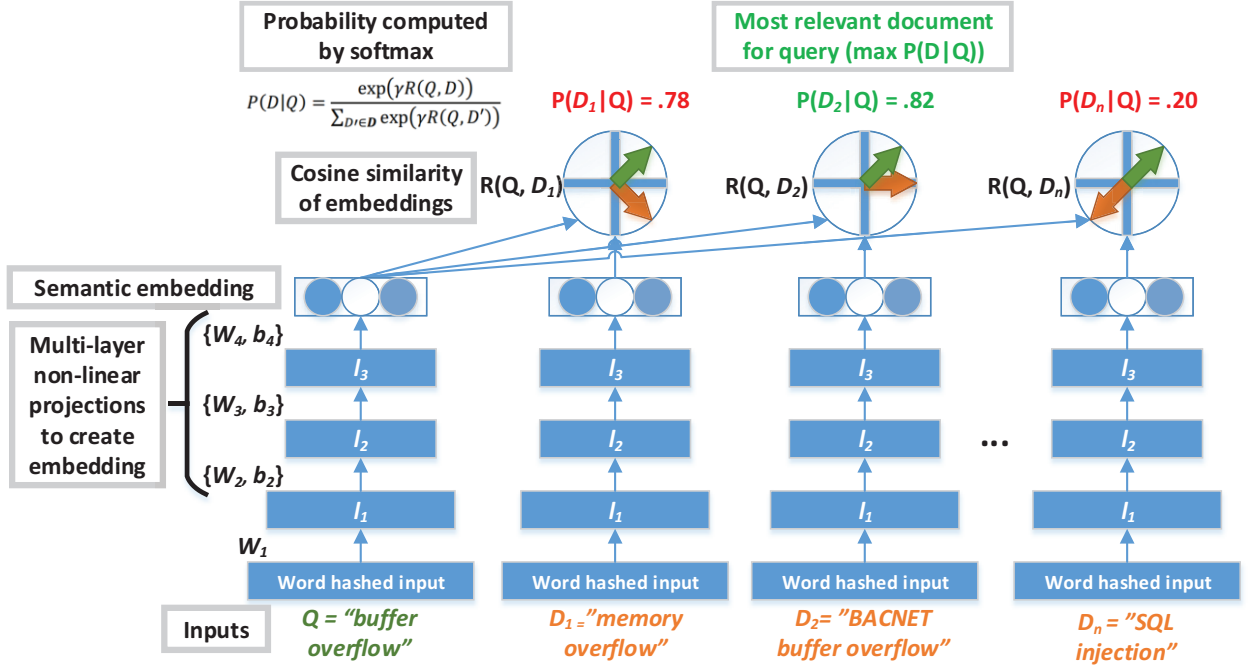 Probability computed
by softmax
P(D|Q) = exp(γR(Q, D)) / ∑_{D′∈D} exp(γR(Q, D′))
Most relevant document
for query (max P(D|Q))
P(D₁|Q) = .78
P(D₂|Q) = .82
P(Dₙ|Q) = .20
Cosine similarity
of embeddings
R(Q, D₁)
R(Q, D₂)
R(Q, Dₙ)
Semantic embedding
Multi-layer
non-linear
projections
to create
embedding
{W₄, b₄}
{W₃, b₃}
{W₂, b₂}
W₁
l₃
l₃
l₃
l₃
l₂
l₂
l₂
...
l₂
l₁
l₁
l₁
l₁
Word hashed input
Word hashed input
Word hashed input
Word hashed input
Inputs
Q = ”buffer
overflow”
D₁ = ”memory
overflow”
D₂= ”BACNET
buffer overflow”
Dₙ = ”SQL
injection”